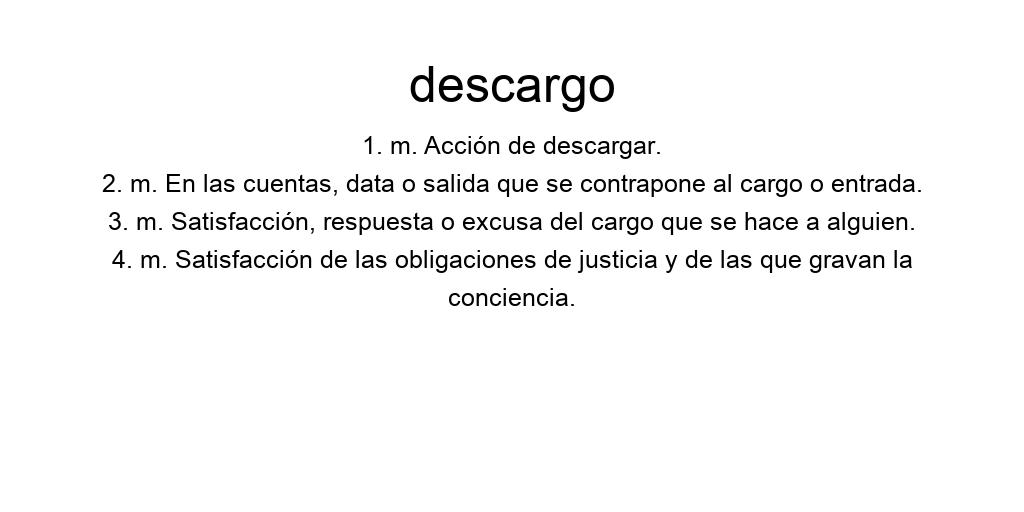 descargo
1. m. Acción de descargar.
2. m. En las cuentas, data o salida que se contrapone al cargo o entrada.
3. m. Satisfacción, respuesta o excusa del cargo que se hace a alguien.
4. m. Satisfacción de las obligaciones de justicia y de las que gravan la
conciencia.